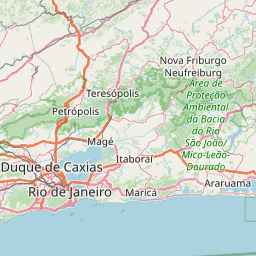 Nova Friburgo
Neufreiburg
Teresópolis
Área de
Proteção
Ambiental
da Bacia do
Rio
São João/
Mico-Leão-
Dourado
Petrópolis
Magé
Duque de Caxias
Itaboraí
Araruama
Rio de Janeiro
Maricá